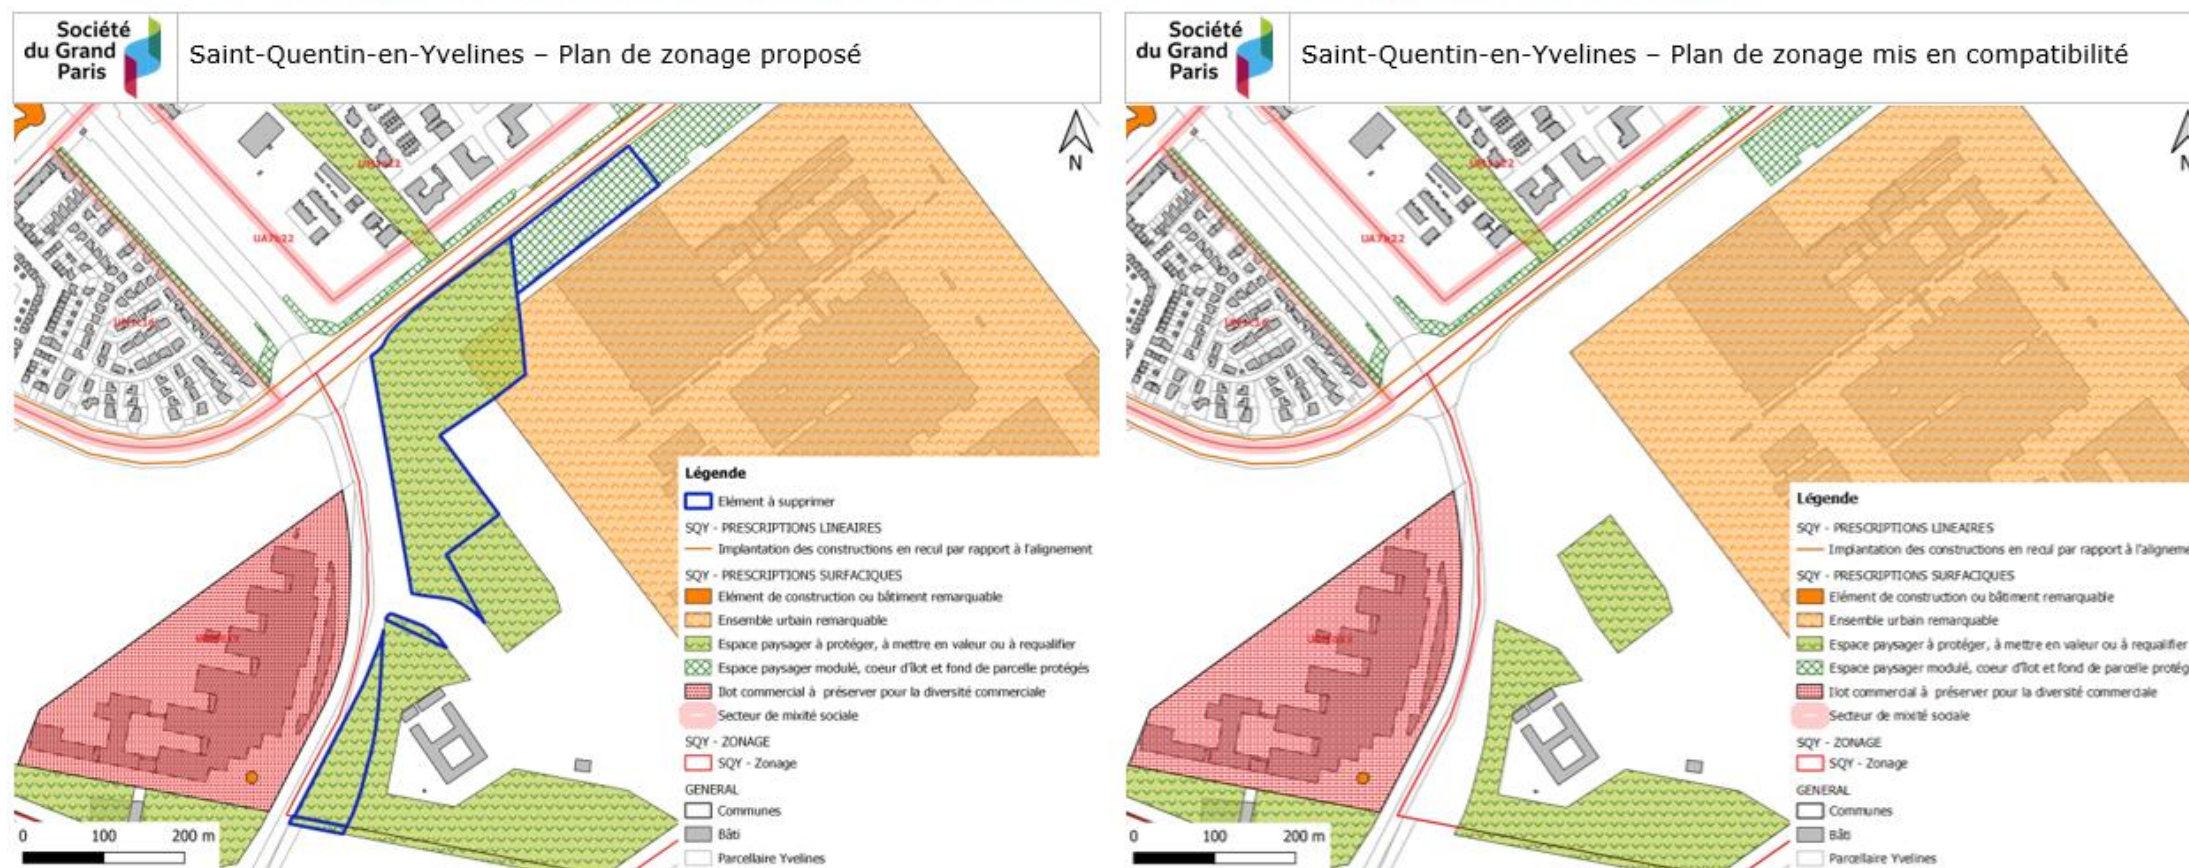 Société
du Grand
Paris
Saint-Quentin-en-Yvelines – Plan de zonage proposé
N
UA7b22
Légende
Elément à supprimer
SQY - PRESCRIPTIONS LINEAIRES
Implantation des constructions en recul par rapport à l'alignement
SQY - PRESCRIPTIONS SURFACIQUES
Elément de construction ou bâtiment remarquable
Ensemble urbain remarquable
Espace paysager à protéger, à mettre en valeur ou à requalifier
Espace paysager modulé, coeur d'îlot et fond de parcelle protégés
Ilot commercial à préserver pour la diversité commerciale
Secteur de mixité sociale
SQY - ZONAGE
SQY - Zonage
GENERAL
Communes
Bâti
Parcellaire Yvelines
0 100 200 m
Société
du Grand
Paris
Saint-Quentin-en-Yvelines – Plan de zonage mis en compatibilité
N
UA7b22
Légende
SQY - PRESCRIPTIONS LINEAIRES
Implantation des constructions en recul par rapport à l'aligneme
SQY - PRESCRIPTIONS SURFACIQUES
Elément de construction ou bâtiment remarquable
Ensemble urbain remarquable
Espace paysager à protéger, à mettre en valeur ou à requalifier
Espace paysager modulé, coeur d'îlot et fond de parcelle protég
Ilot commercial à préserver pour la diversité commerciale
Secteur de mixité sociale
SQY - ZONAGE
SQY - Zonage
GENERAL
Communes
Bâti
Parcellaire Yvelines
0 100 200 m